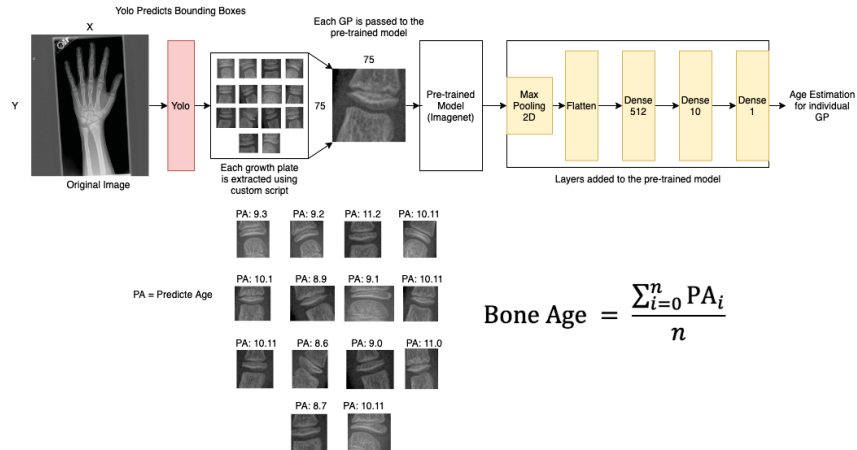 Yolo Predicts Bounding Boxes
X
Y
Original Image
Yolo
Each growth plate
is extracted using
custom script
Each GP is passed to the
pre-trained model
75
75
Pre-trained
Model
(Imagenet)
Max
Pooling
2D
Flatten
Dense
512
Dense
10
Dense
1
Age Estimation
for individual
GP
Layers added to the pre-trained model
PA: 9.3 PA: 9.2 PA: 11.2 PA: 10.11
PA: 10.1 PA: 8.9 PA: 9.1 PA: 10.11
PA = Predicte Age
PA: 10.11 PA: 8.6 PA: 9.0 PA: 11.0
PA: 8.7 PA: 10.11
Bone Age = ∑ⁿᵢ₌₀ PAᵢ / n